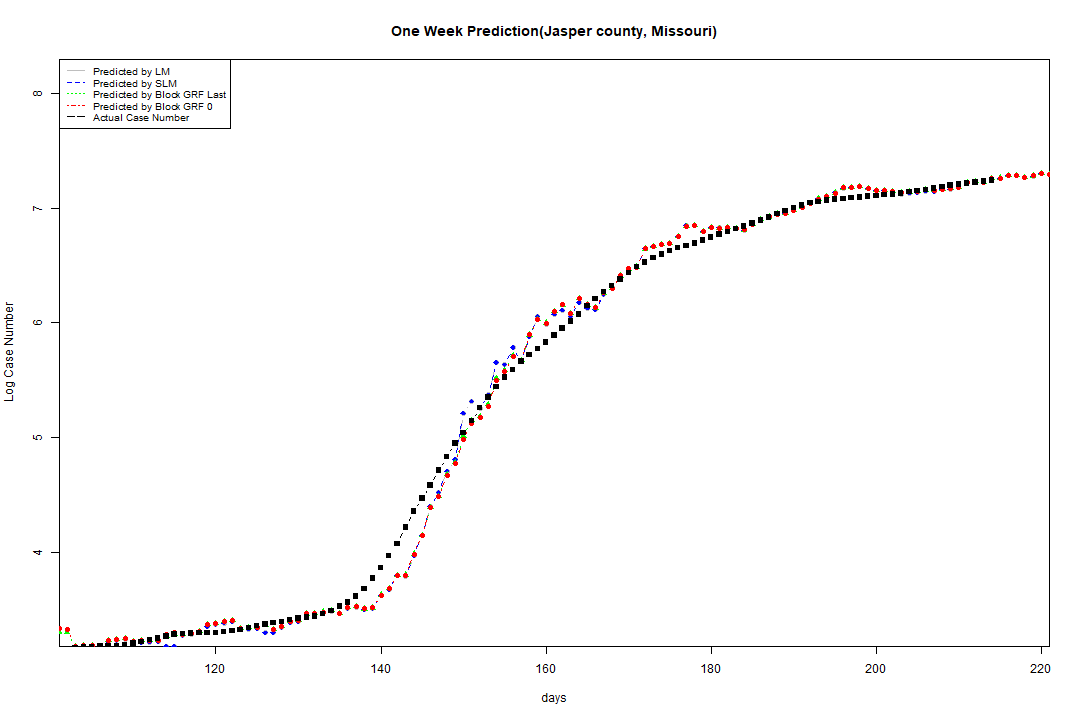 One Week Prediction(Jasper county, Missouri)
Predicted by LM
Predicted by SLM
Predicted by Block GRF Last
Predicted by Block GRF 0
Actual Case Number
8
7
6
5
4
Log Case Number
120 140 160 180 200 220
days